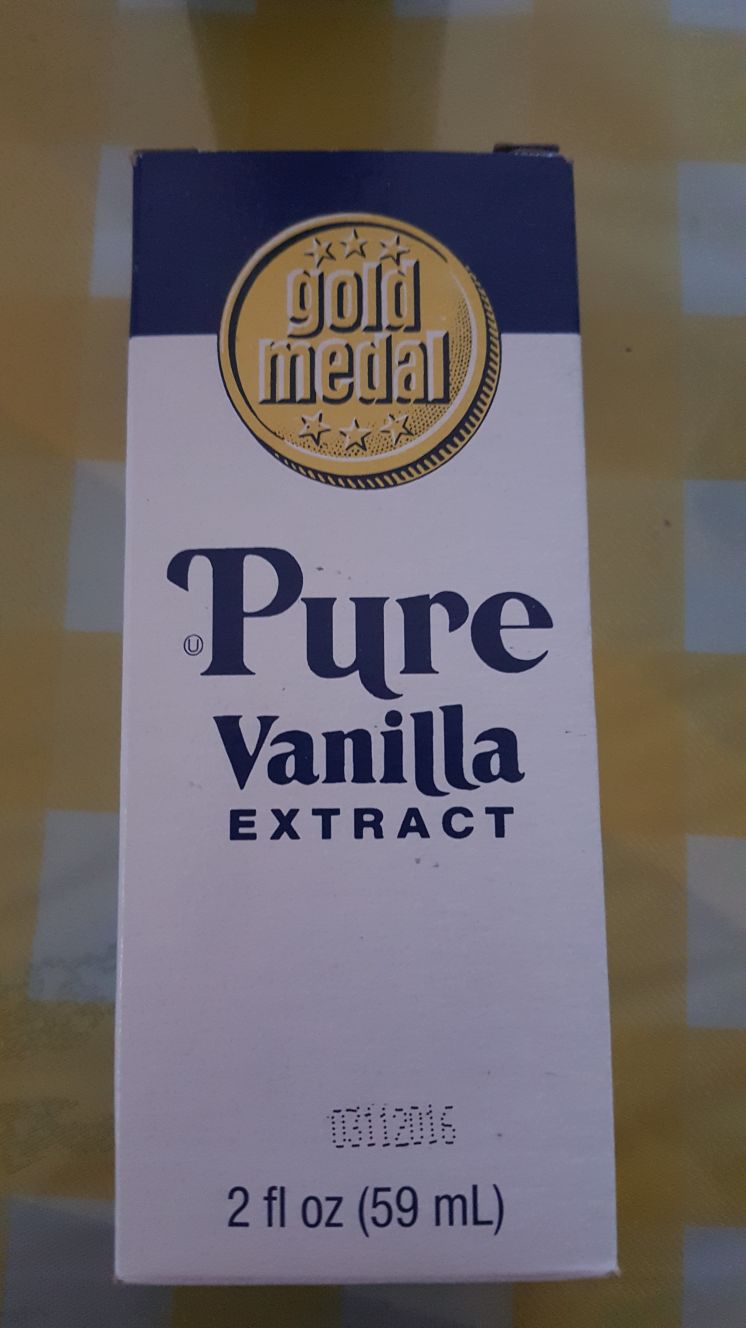 gold
medal
Pure
Ⓤ
Vanilla
EXTRACT
03112016
2 fl oz (59 mL)